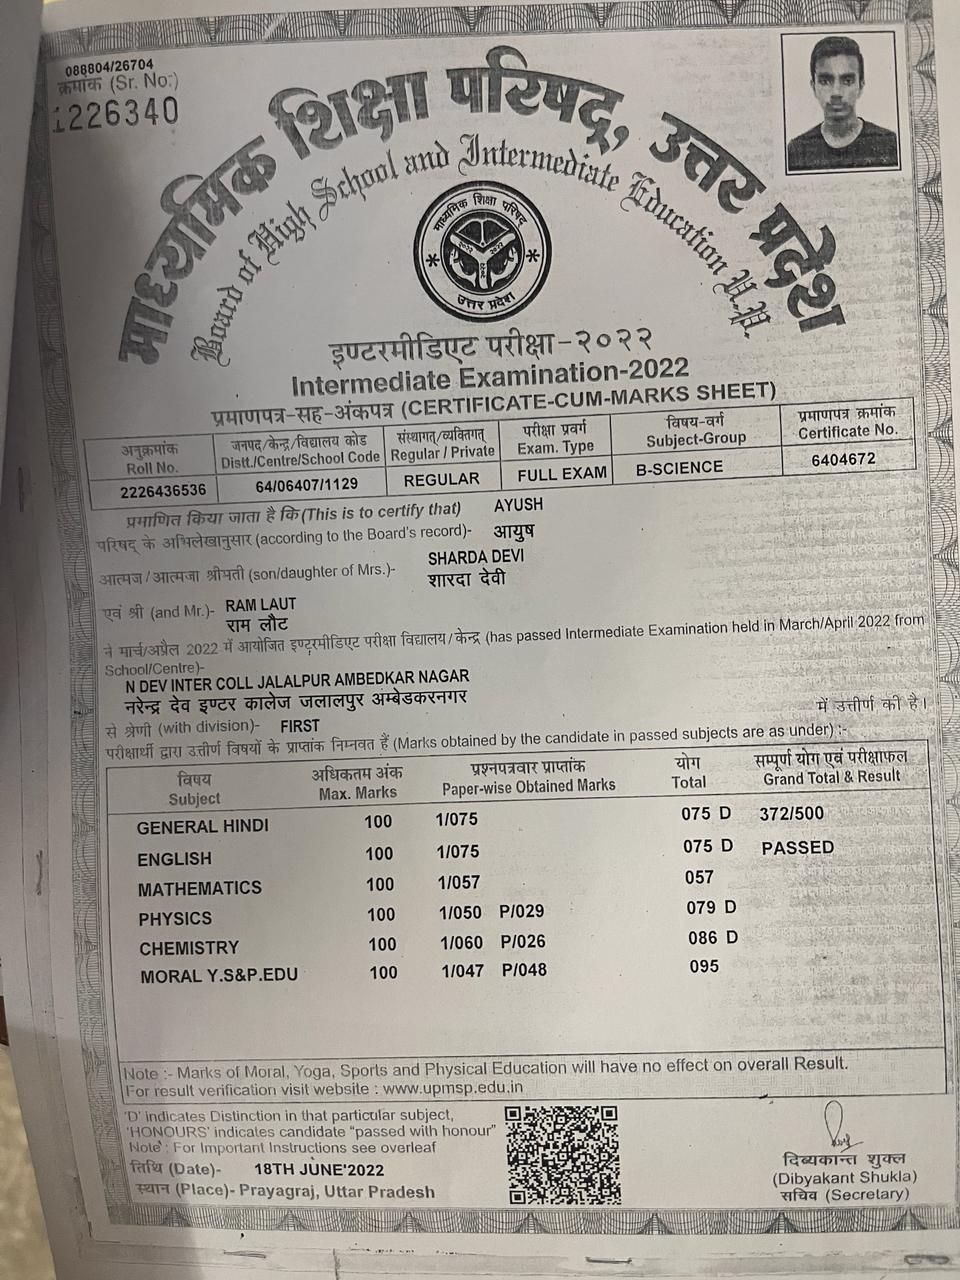 088804/26704
क्रमांक (Sr. No:)
1226340
माध्यमिक शिक्षा परिषद्, उत्तर प्रदेश
Board of High School and Intermediate Education U.P.
माध्यमिक शिक्षा परिषद्
उत्तर प्रदेश
इण्टरमीडिएट परीक्षा-२०२२
Intermediate Examination-2022
प्रमाणपत्र-सह-अंकपत्र (CERTIFICATE-CUM-MARKS SHEET)
अनुक्रमांक जनपद/केन्द्र/विद्यालय कोड संस्थागत्/व्यक्तिगत् परीक्षा प्रवर्ग विषय-वर्ग प्रमाणपत्र क्रमांक
Roll No. Distt./Centre/School Code Regular / Private Exam. Type Subject-Group Certificate No.
2226436536 64/06407/1129 REGULAR FULL EXAM B-SCIENCE 6404672
प्रमाणित किया जाता है कि (This is to certify that) AYUSH
परिषद् के अभिलेखानुसार (according to the Board's record)- आयुष
SHARDA DEVI
आत्मज/आत्मजा श्रीमती (son/daughter of Mrs.)- शारदा देवी
एवं श्री (and Mr.)- RAM LAUT
राम लौट
ने मार्च/अप्रैल 2022 में आयोजित इण्टरमीडिएट परीक्षा विद्यालय/केन्द्र (has passed Intermediate Examination held in March/April 2022 from
School/Centre)-
N DEV INTER COLL JALALPUR AMBEDKAR NAGAR
नरेन्द्र देव इण्टर कालेज जलालपुर अम्बेडकरनगर में उत्तीर्ण की है।
से श्रेणी (with division)- FIRST
परीक्षार्थी द्वारा उत्तीर्ण विषयों के प्राप्तांक निम्नवत हैं (Marks obtained by the candidate in passed subjects are as under) :-
विषय अधिकतम अंक प्रश्नपत्रवार प्राप्तांक योग सम्पूर्ण योग एवं परीक्षाफल
Subject Max. Marks Paper-wise Obtained Marks Total Grand Total & Result
GENERAL HINDI 100 1/075 075 D 372/500
ENGLISH 100 1/075 075 D PASSED
MATHEMATICS 100 1/057 057
PHYSICS 100 1/050 P/029 079 D
CHEMISTRY 100 1/060 P/026 086 D
MORAL Y.S&P.EDU 100 1/047 P/048 095
Note :- Marks of Moral, Yoga, Sports and Physical Education will have no effect on overall Result.
For result verification visit website : www.upmsp.edu.in
'D' indicates Distinction in that particular subject,
'HONOURS' indicates candidate "passed with honour"
Note : For Important Instructions see overleaf
तिथि (Date)- 18TH JUNE'2022
स्थान (Place)- Prayagraj, Uttar Pradesh
दिब्यकान्त शुक्ल
(Dibyakant Shukla)
सचिव (Secretary)